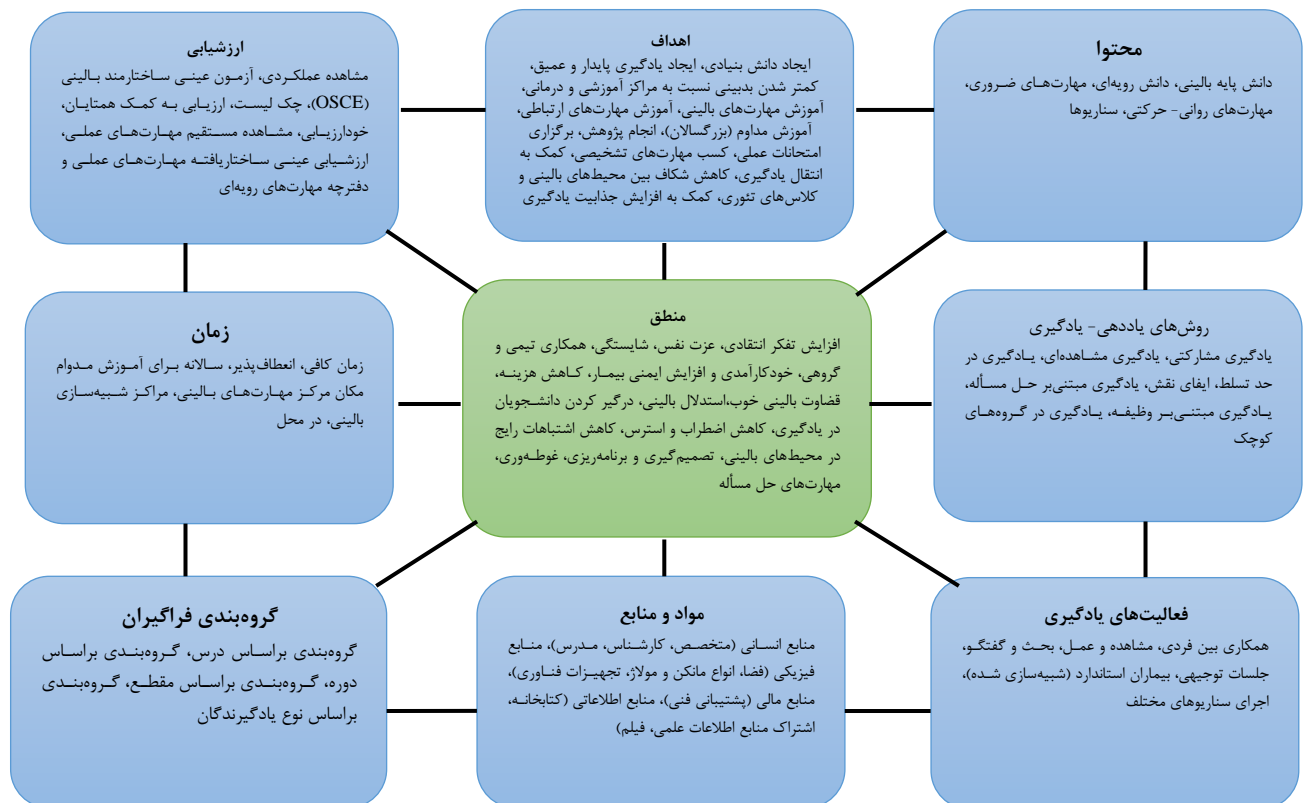 محتوا
دانش پایه بالینی، دانش رویه‌ای، مهارت‌های ضروری،
مهارت‌های روانی- حرکتی، سناریوها
اهداف
ایجاد دانش بنیادی، ایجاد یادگیری پایدار و عمیق،
کمتر شدن بدبینی نسبت به مراکز آموزشی و درمانی،
آموزش مهارت‌های بالینی، آموزش مهارت‌های ارتباطی،
آموزش مداوم (بزرگسالان)، انجام پژوهش، برگزاری
امتحانات عملی، کسب مهارت‌های تشخیصی، کمک به
انتقال یادگیری، کاهش شکاف بین محیط‌های بالینی و
کلاس‌های تئوری، کمک به افزایش جذابیت یادگیری
ارزشیابی
مشاهده عملکردی، آزمون عینی ساختارمند بالینی
(OSCE)، چک لیست، ارزیابی به کمک همتایان،
خودارزیابی، مشاهده مستقیم مهارت‌های عملی،
ارزشیابی عینی ساختاریافته مهارت‌های عملی و
دفترچه مهارت‌های رویه‌ای
روش‌های یاددهی- یادگیری
یادگیری مشارکتی، یادگیری مشاهده‌ای، یادگیری در
حد تسلط، ایفای نقش، یادگیری مبتنی‌بر حل مسأله،
یادگیری مبتنی‌بر وظیفه، یادگیری در گروه‌های
کوچک
منطق
افزایش تفکر انتقادی، عزت نفس، شایستگی، همکاری تیمی و
گروهی، خودکارآمدی و افزایش ایمنی بیمار، کاهش هزینه،
قضاوت بالینی خوب،استدلال بالینی، درگیر کردن دانشجویان
در یادگیری، کاهش اضطراب و استرس، کاهش اشتباهات رایج
در محیط‌های بالینی، تصمیم‌گیری و برنامه‌ریزی، غوطه‌وری،
مهارت‌های حل مسأله
زمان
زمان کافی، انعطاف‌پذیر، سالانه برای آموزش مدوام
مکان مرکز مهارت‌های بالینی، مراکز شبیه‌سازی
بالینی، در محل
فعالیت‌های یادگیری
همکاری بین فردی، مشاهده و عمل، بحث و گفتگو،
جلسات توجیهی، بیماران استاندارد (شبیه‌سازی شده)،
اجرای سناریوهای مختلف
مواد و منابع
منابع انسانی (متخصص، کارشناس، مدرس)، منابع
فیزیکی (فضا، انواع مانکن و مولاژ، تجهیزات فناوری)،
منابع مالی (پشتیبانی فنی)، منابع اطلاعاتی (کتابخانه،
اشتراک منابع اطلاعات علمی، فیلم)
گروه‌بندی فراگیران
گروه‌بندی براساس درس، گروه‌بندی براساس
دوره، گروه‌بندی براساس مقطع، گروه‌بندی
براساس نوع یادگیرندگان